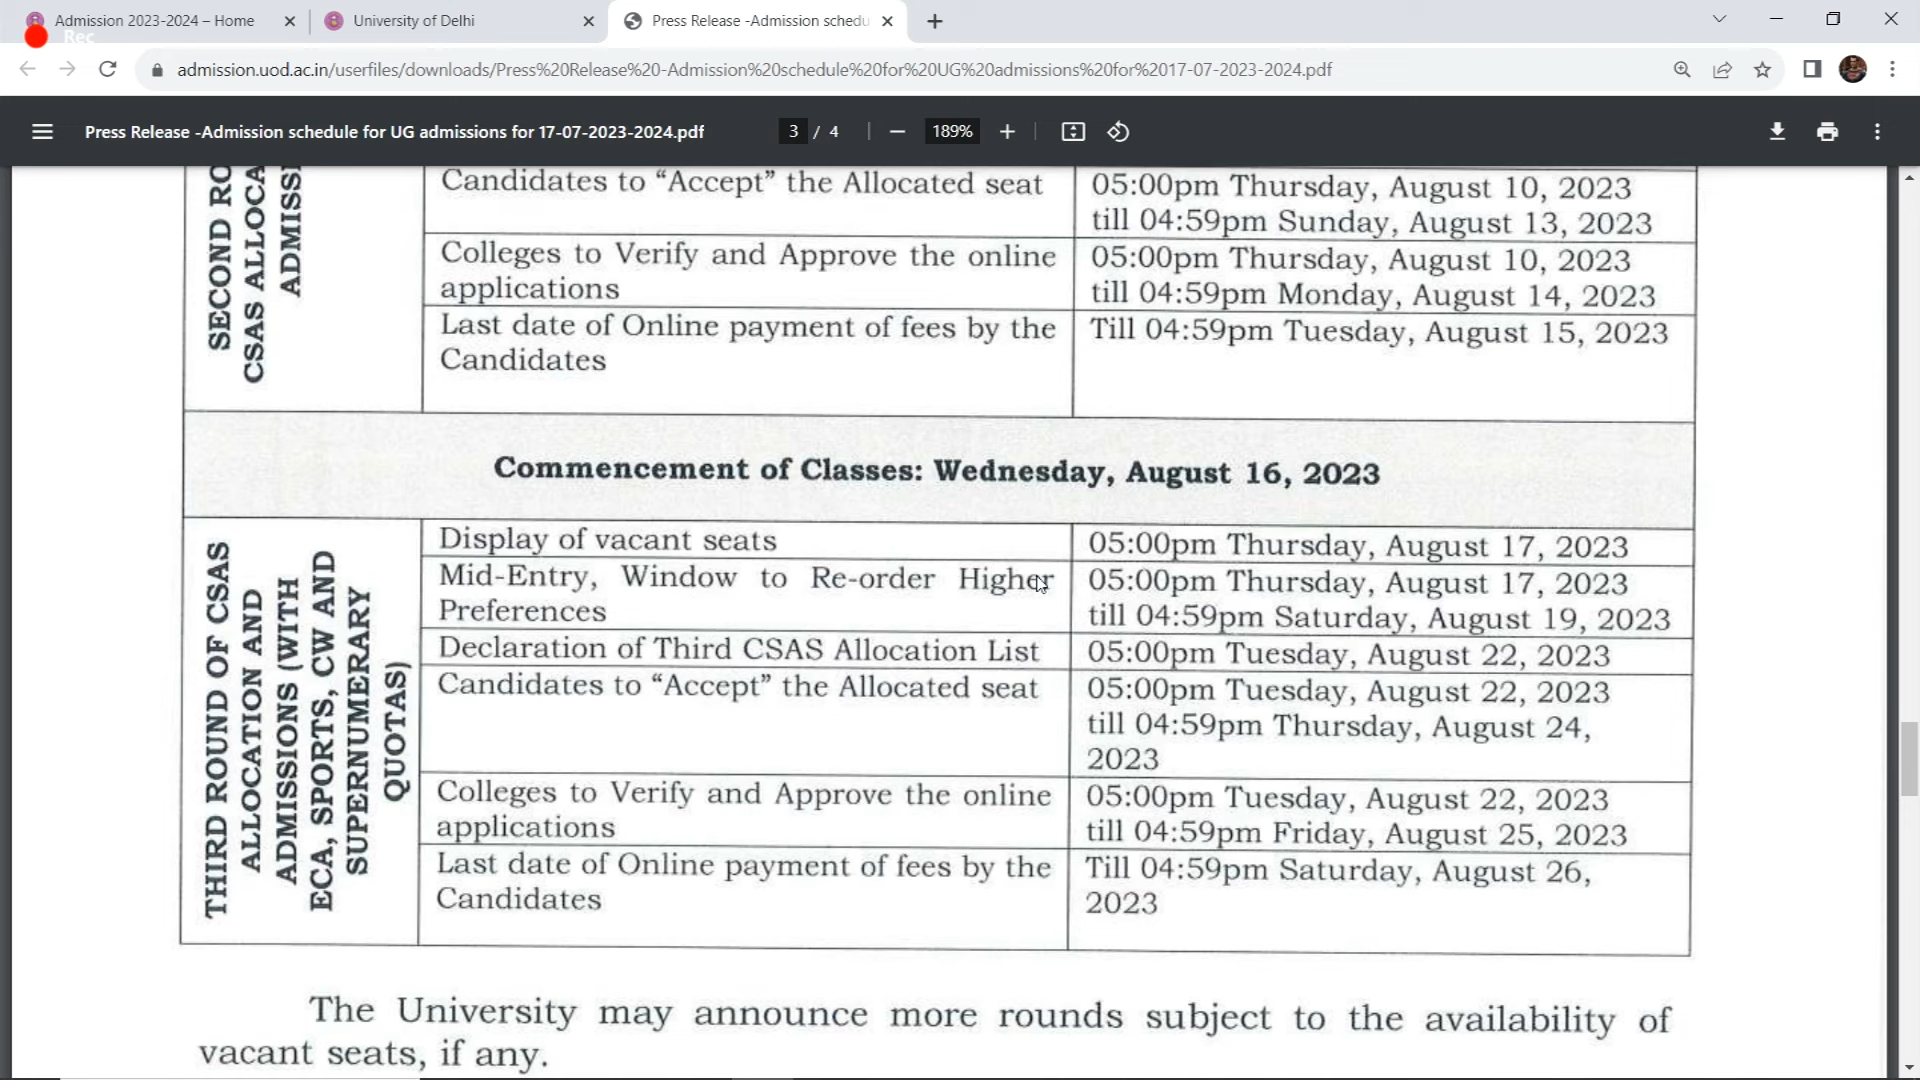 Admission 2023-2024 – Home
University of Delhi
Press Release -Admission schedu
Rec
admission.uod.ac.in/userfiles/downloads/Press%20Release%20-Admission%20schedule%20for%20UG%20admissions%20for%2017-07-2023-2024.pdf
Press Release -Admission schedule for UG admissions for 17-07-2023-2024.pdf
3 / 4
189%
SECOND RO
CSAS ALLOCA
ADMISSI
Candidates to “Accept” the Allocated seat
05:00pm Thursday, August 10, 2023
till 04:59pm Sunday, August 13, 2023
Colleges to Verify and Approve the online
applications
05:00pm Thursday, August 10, 2023
till 04:59pm Monday, August 14, 2023
Last date of Online payment of fees by the
Candidates
Till 04:59pm Tuesday, August 15, 2023
Commencement of Classes: Wednesday, August 16, 2023
THIRD ROUND OF CSAS
ALLOCATION AND
ADMISSIONS (WITH
ECA, SPORTS, CW AND
SUPERNUMERARY
QUOTAS)
Display of vacant seats
05:00pm Thursday, August 17, 2023
Mid-Entry, Window to Re-order Higher
Preferences
05:00pm Thursday, August 17, 2023
till 04:59pm Saturday, August 19, 2023
Declaration of Third CSAS Allocation List
05:00pm Tuesday, August 22, 2023
Candidates to “Accept” the Allocated seat
05:00pm Tuesday, August 22, 2023
till 04:59pm Thursday, August 24,
2023
Colleges to Verify and Approve the online
applications
05:00pm Tuesday, August 22, 2023
till 04:59pm Friday, August 25, 2023
Last date of Online payment of fees by the
Candidates
Till 04:59pm Saturday, August 26,
2023
The University may announce more rounds subject to the availability of
vacant seats, if any.